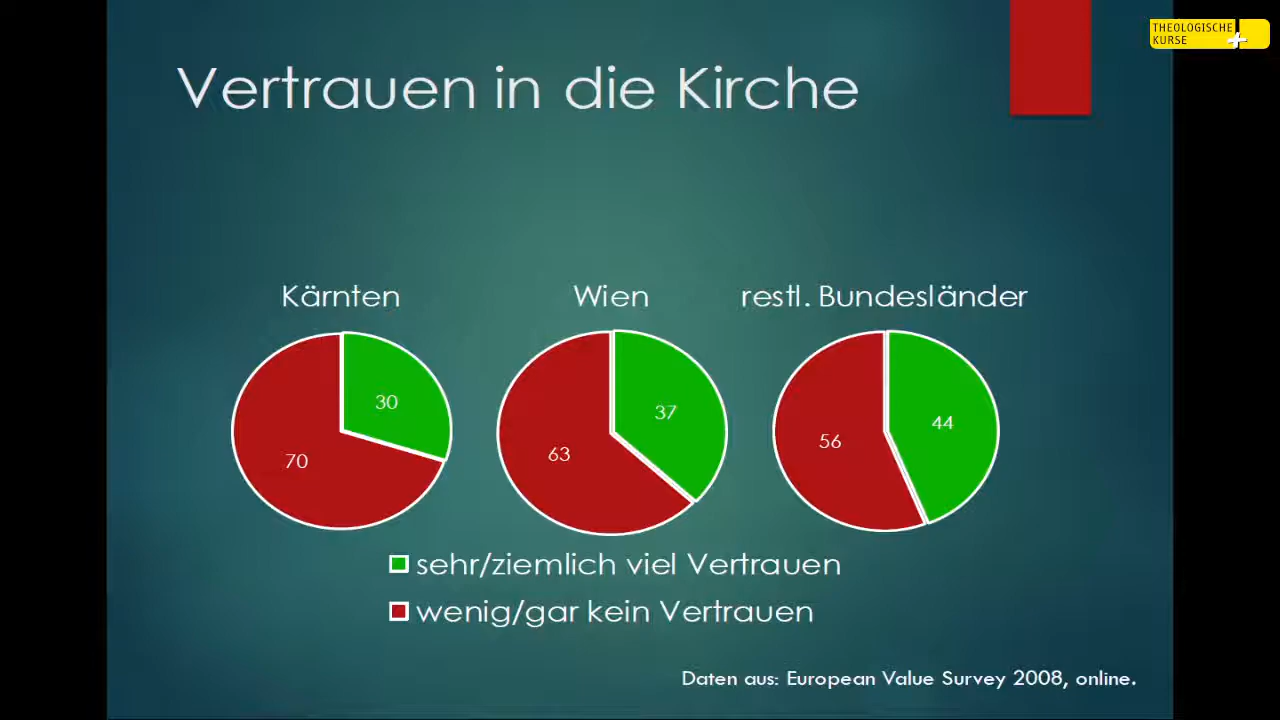 THEOLOGISCHE
KURSE
Vertrauen in die Kirche
Kärnten
Wien
restl. Bundesländer
30
70
37
63
44
56
sehr/ziemlich viel Vertrauen
wenig/gar kein Vertrauen
Daten aus: European Value Survey 2008, online.